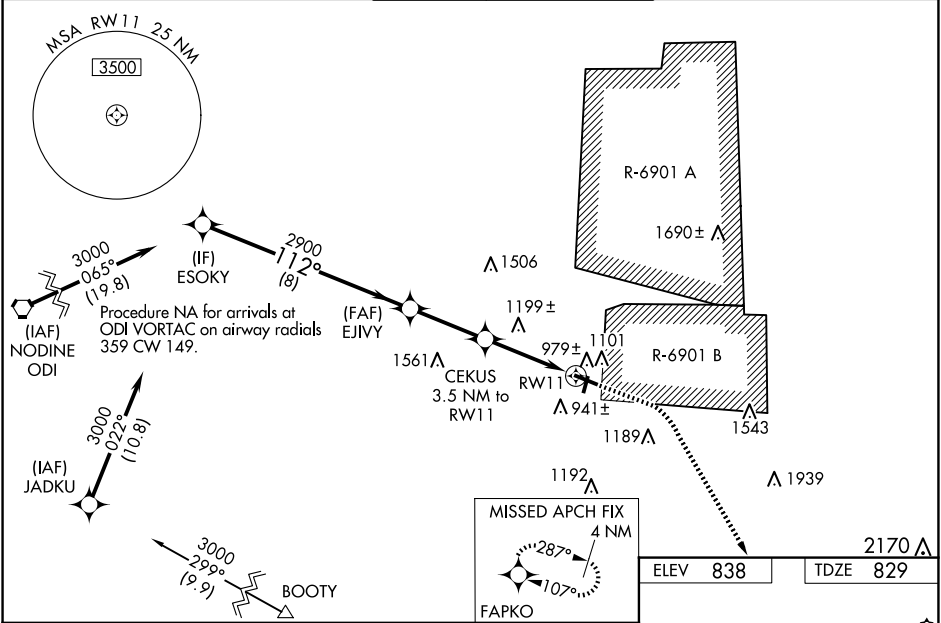 MSA RW11 25 NM
3500
R-6901 A
1690±
(IF)
ESOKY
2900
112°
(8)
1506
3000
065°
(19.8)
(IAF)
NODINE
ODI
Procedure NA for arrivals at
ODI VORTAC on airway radials
359 CW 149.
(FAF)
EJIVY
1199±
1561
CEKUS
3.5 NM to
RW11
979±
1101
RW11
R-6901 B
941±
1543
1189
3000
022°
(10.8)
(IAF)
JADKU
1192
1939
MISSED APCH FIX
4 NM
287°
107°
FAPKO
3000
299°
(9.9)
BOOTY
2170
ELEV 838
TDZE 829